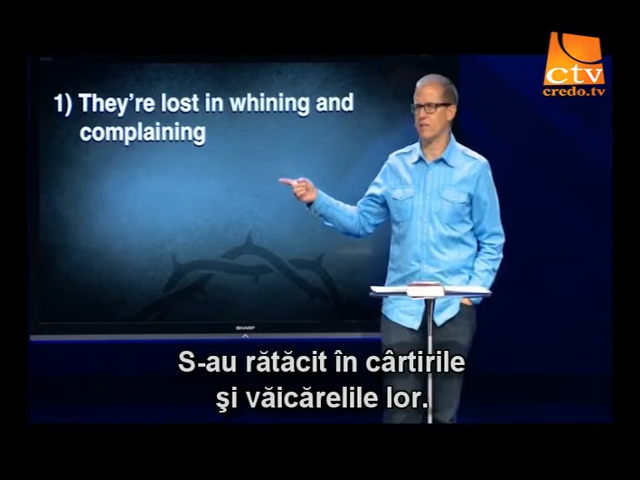 ctv
credo.tv
1) They're lost in whining and
complaining
SHARP
S-au rătăcit în cârtirile
şi văicărelile lor.